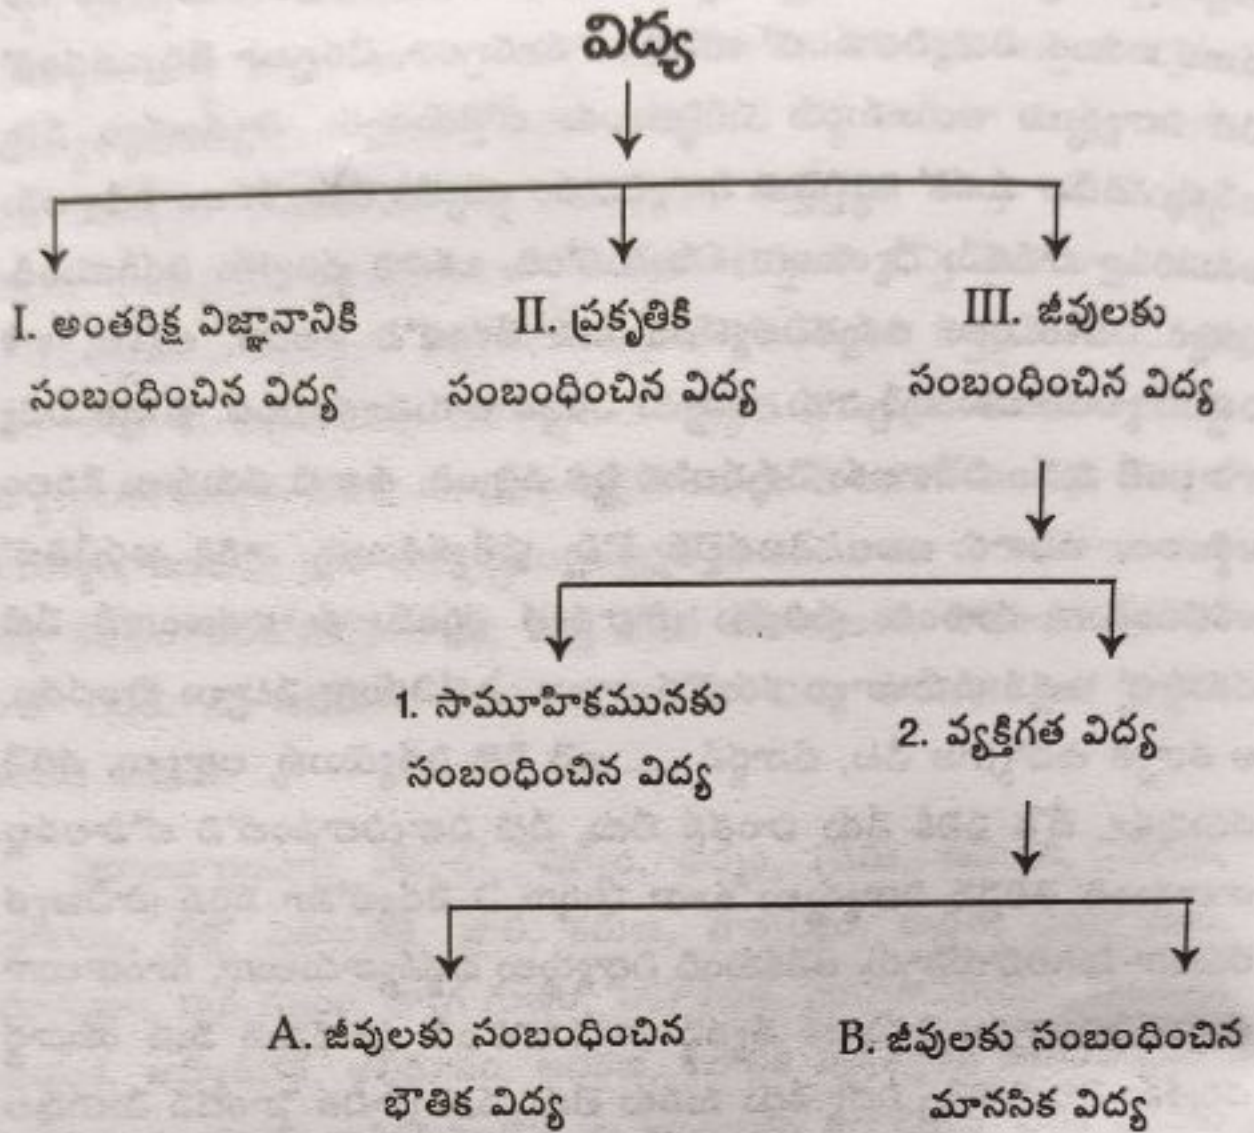 విద్య
I. అంతరిక్ష విజ్ఞానానికి
సంబంధించిన విద్య
II. ప్రకృతికి
సంబంధించిన విద్య
III. జీవులకు
సంబంధించిన విద్య
1. సామూహికమునకు
సంబంధించిన విద్య
2. వ్యక్తిగత విద్య
A. జీవులకు సంబంధించిన
భౌతిక విద్య
B. జీవులకు సంబంధించిన
మానసిక విద్య